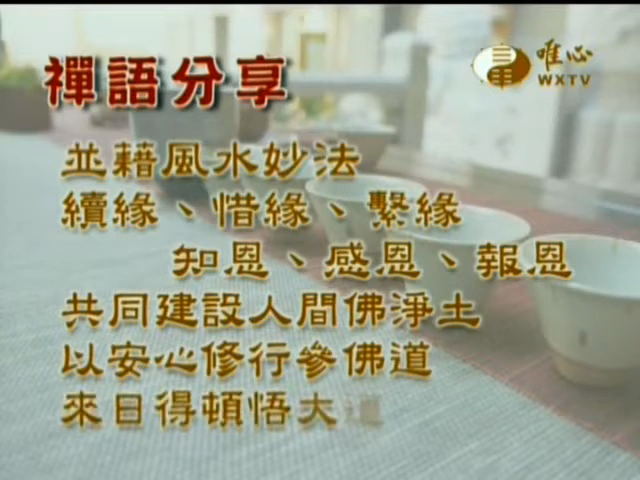 禪語分享
唯心
WXTV
並藉風水妙法
續緣、惜緣、繫緣
知恩、感恩、報恩
共同建設人間佛淨土
以安心修行參佛道
來日得頓悟大道